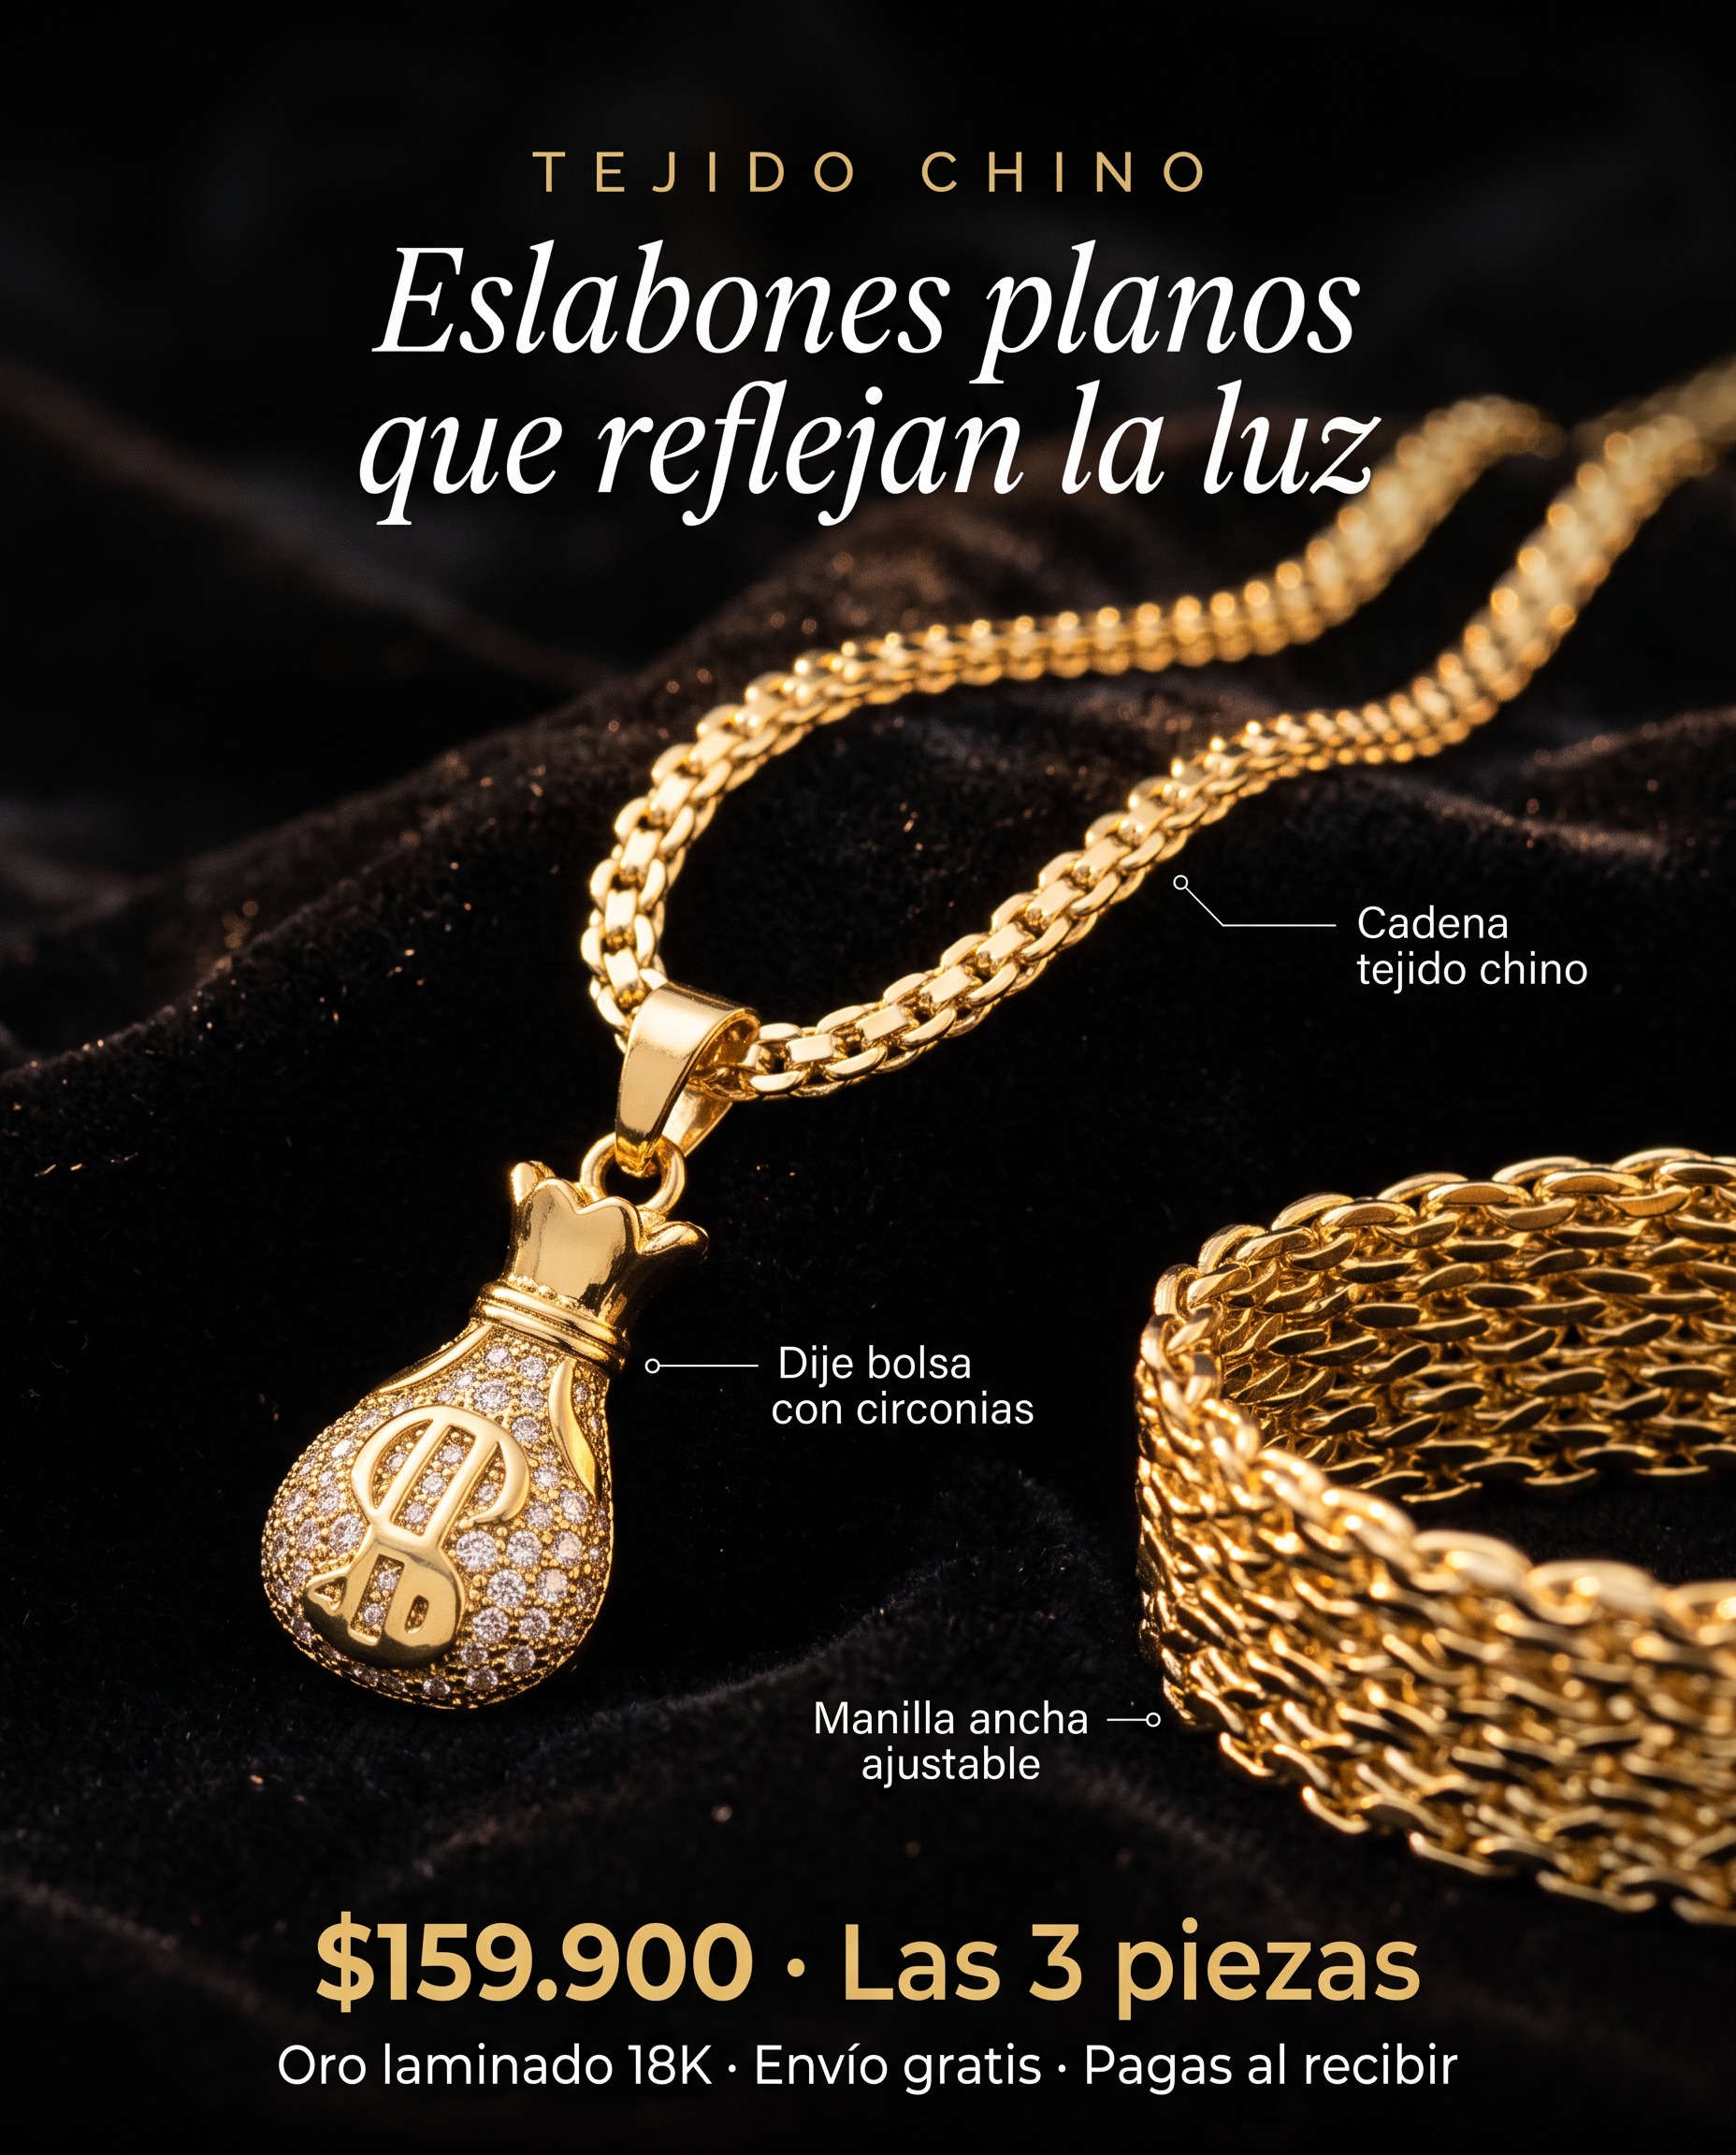 TEJIDO CHINO
Eslabones planos
que reflejan la luz
Cadena
tejido chino
Dije bolsa
con circonias
Manilla ancha
ajustable
$159.900 · Las 3 piezas
Oro laminado 18K · Envío gratis · Pagas al recibir